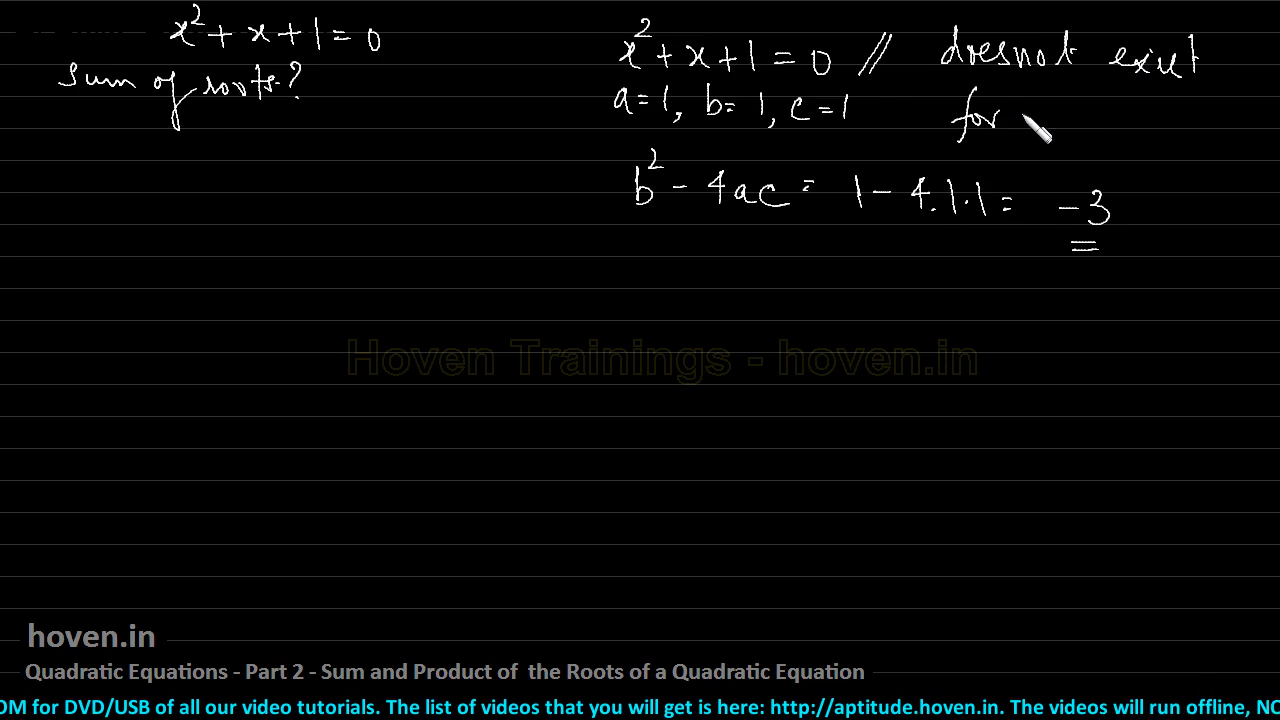 x² + x + 1 = 0
Sum of roots?
x² + x + 1 = 0 // doesnot exist
a = 1, b = 1, c = 1 for
b² - 4ac = 1 - 4.1.1 = -3
Hoven Trainings - hoven.in
hoven.in
Quadratic Equations - Part 2 - Sum and Product of the Roots of a Quadratic Equation
OM for DVD/USB of all our video tutorials. The list of videos that you will get is here: http://aptitude.hoven.in. The videos will run offline, NO